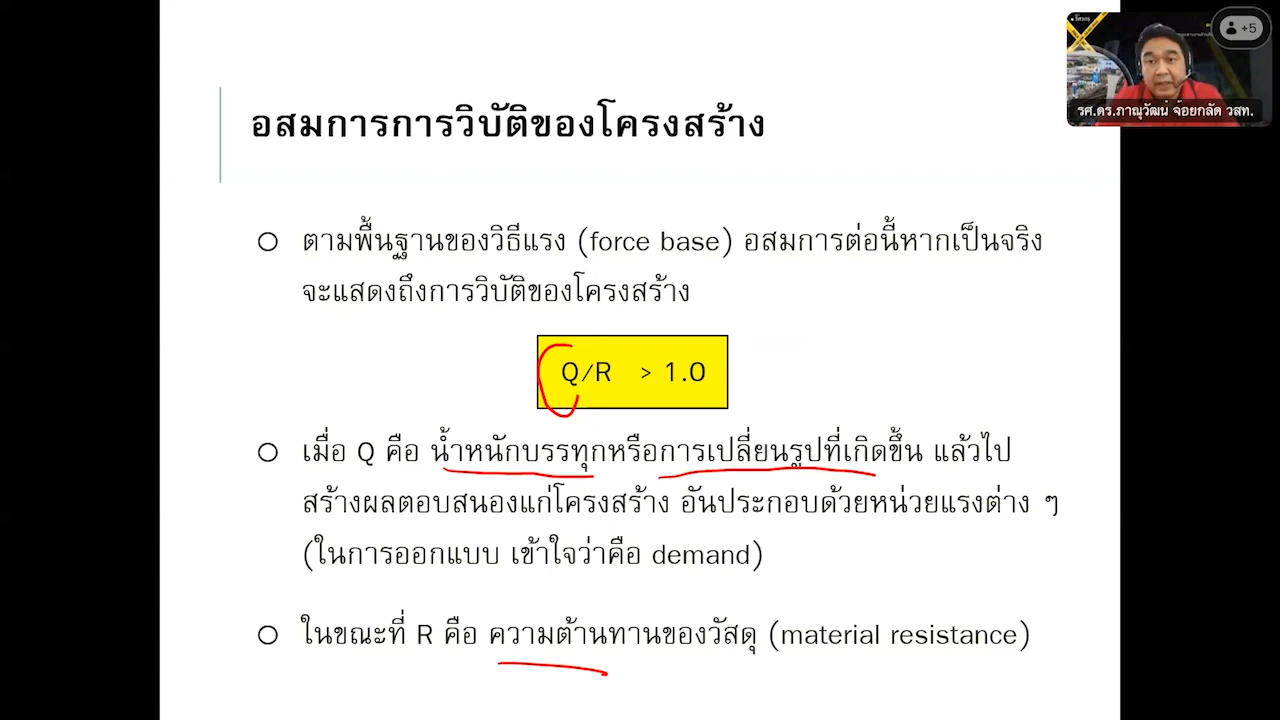 อสมการการวิบัติของโครงสร้าง
ตามพื้นฐานของวิธีแรง (force base) อสมการต่อนี้หากเป็นจริง
จะแสดงถึงการวิบัติของโครงสร้าง
Q/R > 1.0
เมื่อ Q คือ น้ำหนักบรรทุกหรือการเปลี่ยนรูปที่เกิดขึ้น แล้วไป
สร้างผลตอบสนองแก่โครงสร้าง อันประกอบด้วยหน่วยแรงต่าง ๆ
(ในการออกแบบ เข้าใจว่าคือ demand)
ในขณะที่ R คือ ความต้านทานของวัสดุ (material resistance)
+5
รศ.ดร.ภาณุวัฒน์ จ้อยกลัด วสท.